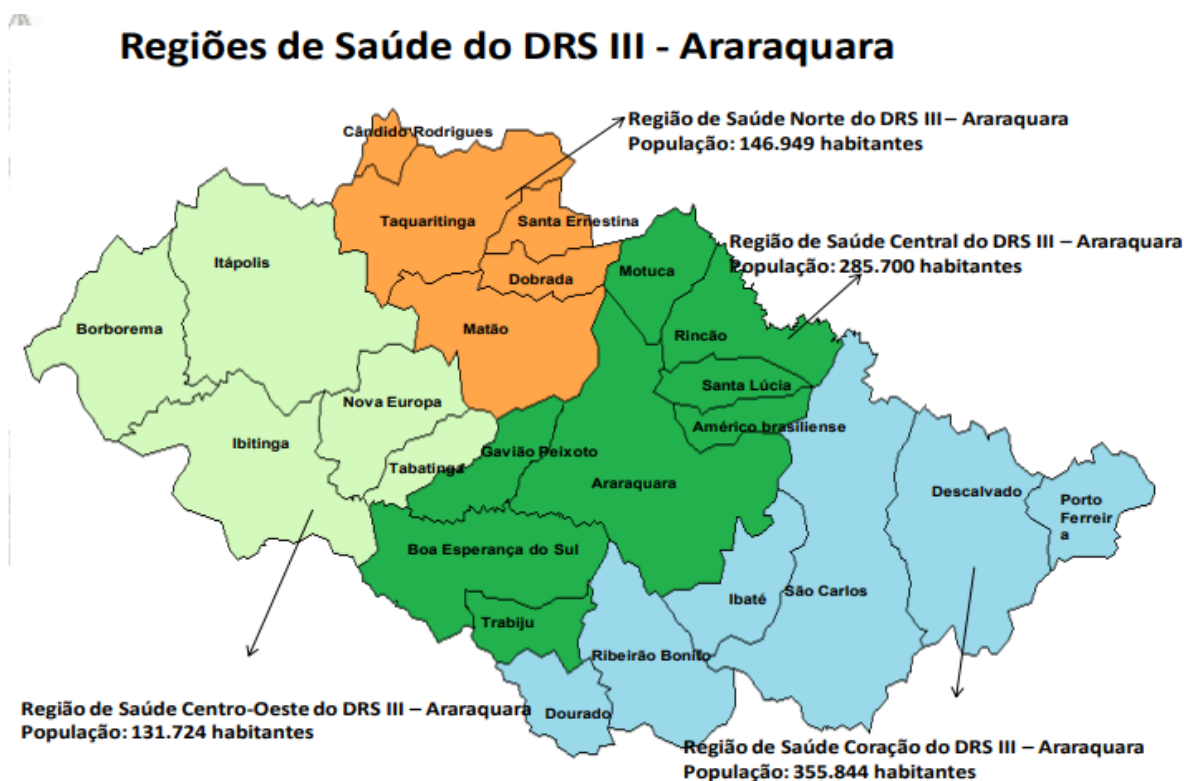 Regiões de Saúde do DRS III - Araraquara
Região de Saúde Norte do DRS III – Araraquara
População: 146.949 habitantes
Cândido Rodrigues
Taquaritinga
Santa Ernestina
Região de Saúde Central do DRS III – Araraquara
População: 285.700 habitantes
Itápolis
Dobrada
Motuca
Borborema
Matão
Rincão
Santa Lúcia
Nova Europa
Américo brasiliense
Ibitinga
Gavião Peixoto
Tabatinga
Araraquara
Descalvado
Porto
Ferreir
a
Boa Esperança do Sul
Ibaté
São Carlos
Trabiju
Ribeirão Bonito
Dourado
Região de Saúde Centro-Oeste do DRS III – Araraquara
População: 131.724 habitantes
Região de Saúde Coração do DRS III – Araraquara
População: 355.844 habitantes